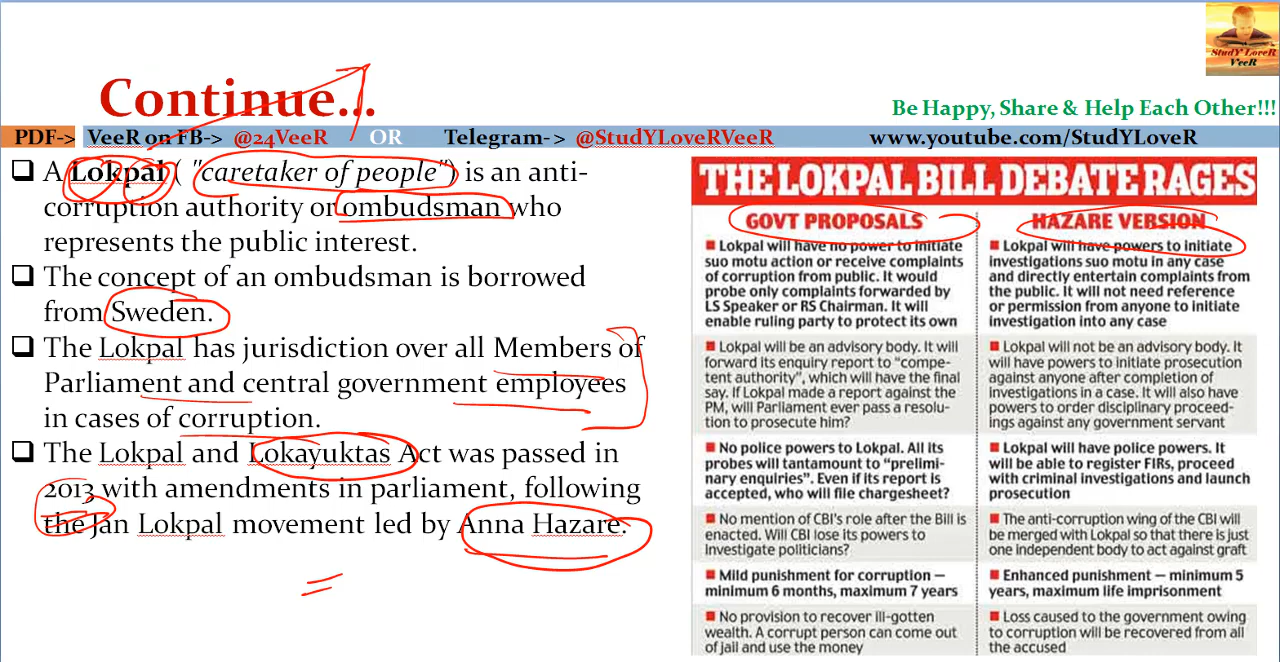 StudY LoveR
VeeR
Continue...
Be Happy, Share & Help Each Other!!!
PDF-> VeeR on FB-> @24VeeR OR Telegram-> @StudYLoveRVeeR www.youtube.com/StudYLoveR
❑ A Lokpal ( "caretaker of people") is an anti-
corruption authority or ombudsman who
represents the public interest.
❑ The concept of an ombudsman is borrowed
from Sweden.
❑ The Lokpal has jurisdiction over all Members of
Parliament and central government employees
in cases of corruption.
❑ The Lokpal and Lokayuktas Act was passed in
2013 with amendments in parliament, following
the Jan Lokpal movement led by Anna Hazare.
THE LOKPAL BILL DEBATE RAGES
GOVT PROPOSALS
■ Lokpal will have no power to initiate
suo motu action or receive complaints
of corruption from public. It would
probe only complaints forwarded by
LS Speaker or RS Chairman. It will
enable ruling party to protect its own
■ Lokpal will be an advisory body. It will
forward its enquiry report to "compe-
tent authority", which will have the final
say. If Lokpal made a report against the
PM, will Parliament ever pass a resolu-
tion to prosecute him?
■ No police powers to Lokpal. All its
probes will tantamount to "prelimi-
nary enquiries". Even if its report is
accepted, who will file chargesheet?
■ No mention of CBI's role after the Bill is
enacted. Will CBI lose its powers to
investigate politicians?
■ Mild punishment for corruption —
minimum 6 months, maximum 7 years
■ No provision to recover ill-gotten
wealth. A corrupt person can come out
of jail and use the money
HAZARE VERSION
■ Lokpal will have powers to initiate
investigations suo motu in any case
and directly entertain complaints from
the public. It will not need reference
or permission from anyone to initiate
investigation into any case
■ Lokpal will not be an advisory body. It
will have powers to initiate prosecution
against anyone after completion of
investigations in a case. It will also have
powers to order disciplinary proceed-
ings against any government servant
■ Lokpal will have police powers. It
will be able to register FIRs, proceed
with criminal investigations and launch
prosecution
■ The anti-corruption wing of the CBI will
be merged with Lokpal so that there is just
one independent body to act against graft
■ Enhanced punishment — minimum 5
years, maximum life imprisonment
■ Loss caused to the government owing
to corruption will be recovered from all
the accused